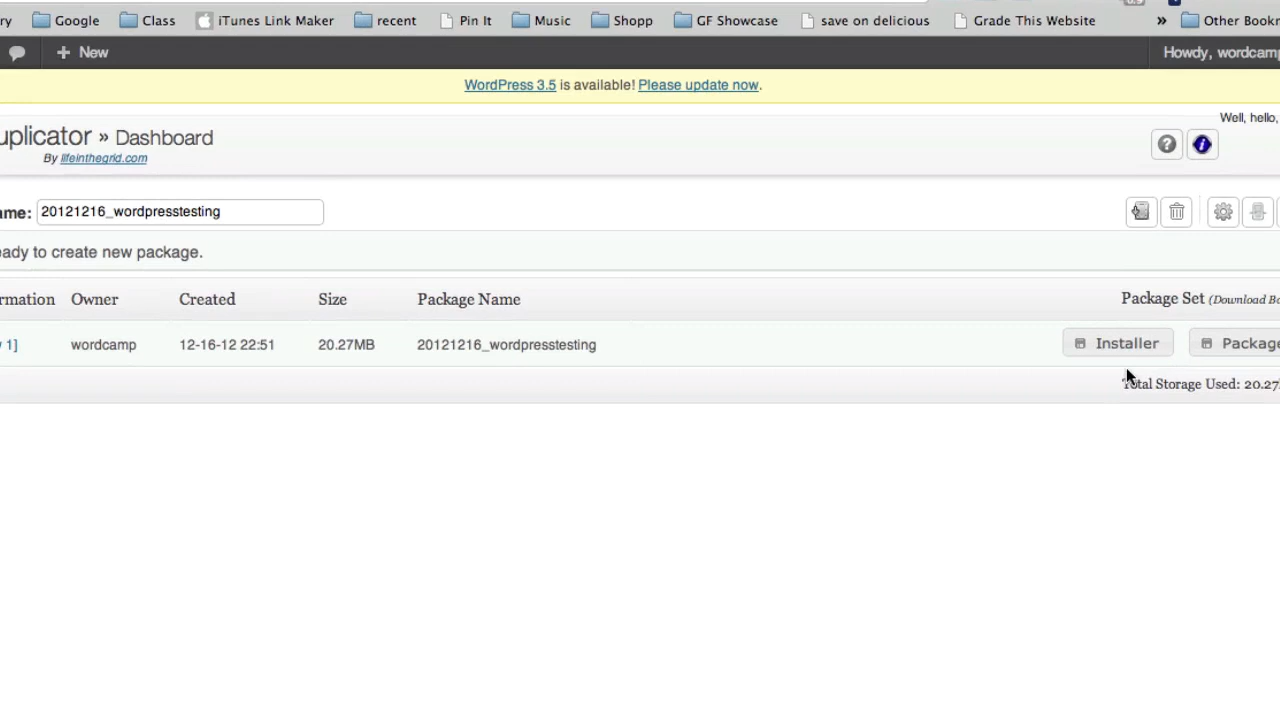 ry Google Class iTunes Link Maker recent Pin It Music Shopp GF Showcase save on delicious Grade This Website » Other Bookr
+ New Howdy, wordcamp
WordPress 3.5 is available! Please update now.
Well, hello,
uplicator » Dashboard
By lifeinthegrid.com
ame: 20121216_wordpresstesting
eady to create new package.
rmation Owner Created Size Package Name Package Set (Download Bo
1] wordcamp 12-16-12 22:51 20.27MB 20121216_wordpresstesting Installer Package
Total Storage Used: 20.27